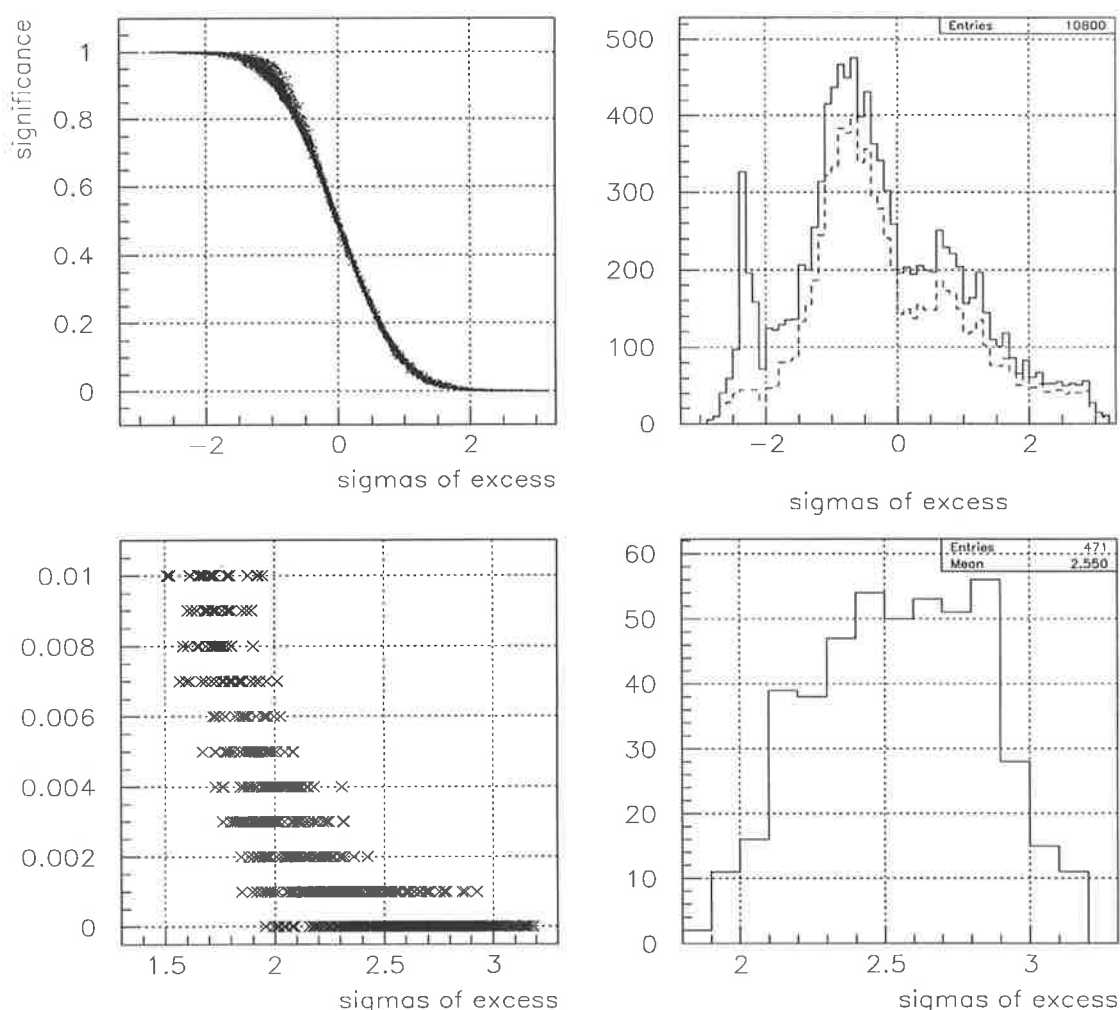 significance
1
0.8
0.6
0.4
0.2
0
−2 0 2
sigmas of excess
Entries 10800
500
400
300
200
100
0
−2 0 2
sigmas of excess
0.01
0.008
0.006
0.004
0.002
0
1.5 2 2.5 3
sigmas of excess
Entries 471
Mean 2.550
60
50
40
30
20
10
0
2 2.5 3
sigmas of excess